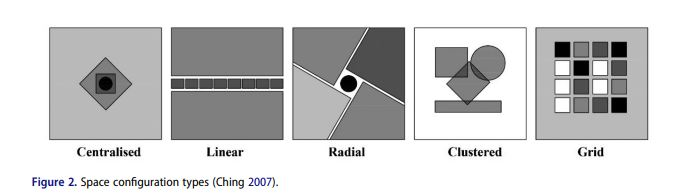 Centralised Linear Radial Clustered Grid
Figure 2. Space configuration types (Ching 2007).